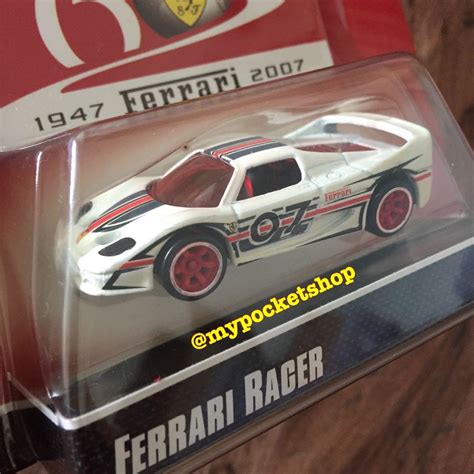 1947 Ferrari 2007
Ferrari
07
@mypocketshop
FERRARI RACER